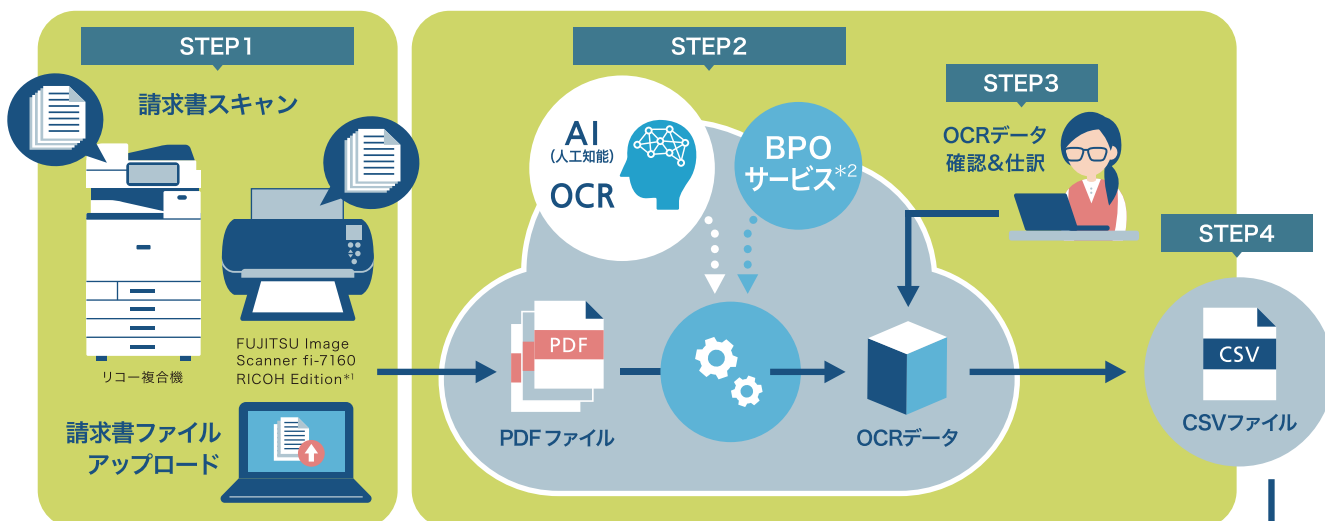 STEP1
請求書スキャン
リコー複合機
FUJITSU Image
Scanner fi-7160
RICOH Edition*1
請求書ファイル
アップロード
STEP2
AI
(人工知能)
OCR
BPO
サービス*2
PDF
PDFファイル
STEP3
OCRデータ
確認&仕訳
OCRデータ
STEP4
CSV
CSVファイル